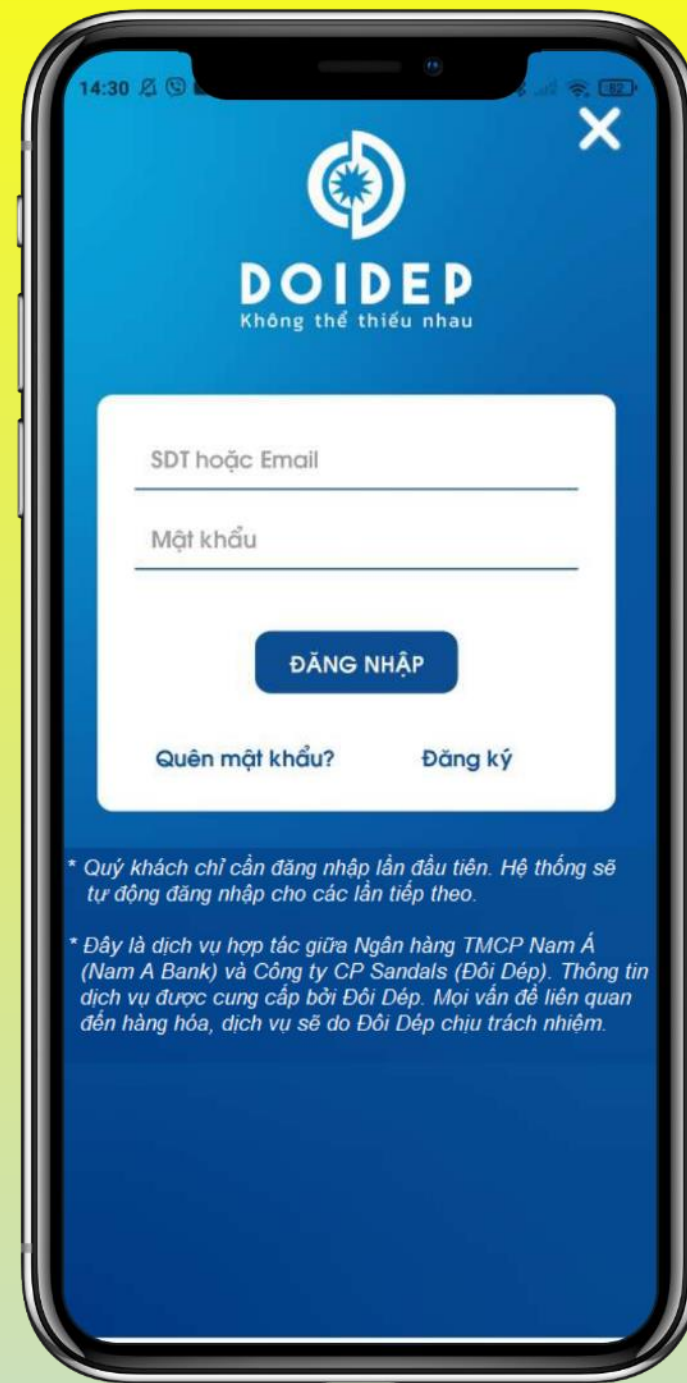 14:30
82
DOIDEP
Không thể thiếu nhau
SDT hoặc Email
Mật khẩu
ĐĂNG NHẬP
Quên mật khẩu? Đăng ký
* Quý khách chỉ cần đăng nhập lần đầu tiên. Hệ thống sẽ
tự động đăng nhập cho các lần tiếp theo.
* Đây là dịch vụ hợp tác giữa Ngân hàng TMCP Nam Á
(Nam A Bank) và Công ty CP Sandals (Đôi Dép). Thông tin
dịch vụ được cung cấp bởi Đôi Dép. Mọi vấn đề liên quan
đến hàng hóa, dịch vụ sẽ do Đôi Dép chịu trách nhiệm.